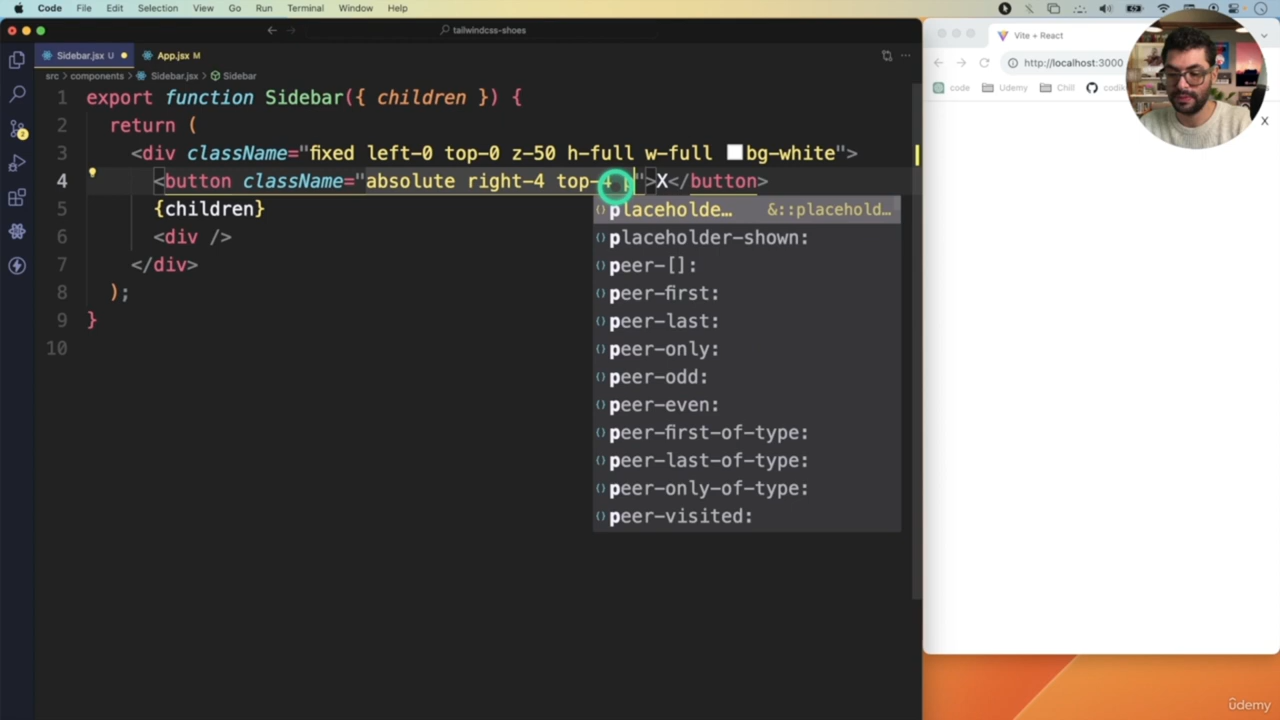 Code File Edit Selection View Go Run Terminal Window Help
tailwindcss-shoes
Sidebar.jsx U
App.jsx M
src components Sidebar.jsx Sidebar
1 export function Sidebar({ children }) {
2 return (
3 <div className="fixed left-0 top-0 z-50 h-full w-full bg-white">
4 <button className="absolute right-4 top-4 p">X</button>
5 {children}
6 <div />
7 </div>
8 );
9 }
10
placeholde… &::placehold…
placeholder-shown:
peer-[]:
peer-first:
peer-last:
peer-only:
peer-odd:
peer-even:
peer-first-of-type:
peer-last-of-type:
peer-only-of-type:
peer-visited:
2
Vite + React
http://localhost:3000
code Udemy Chill
X
ûdemy